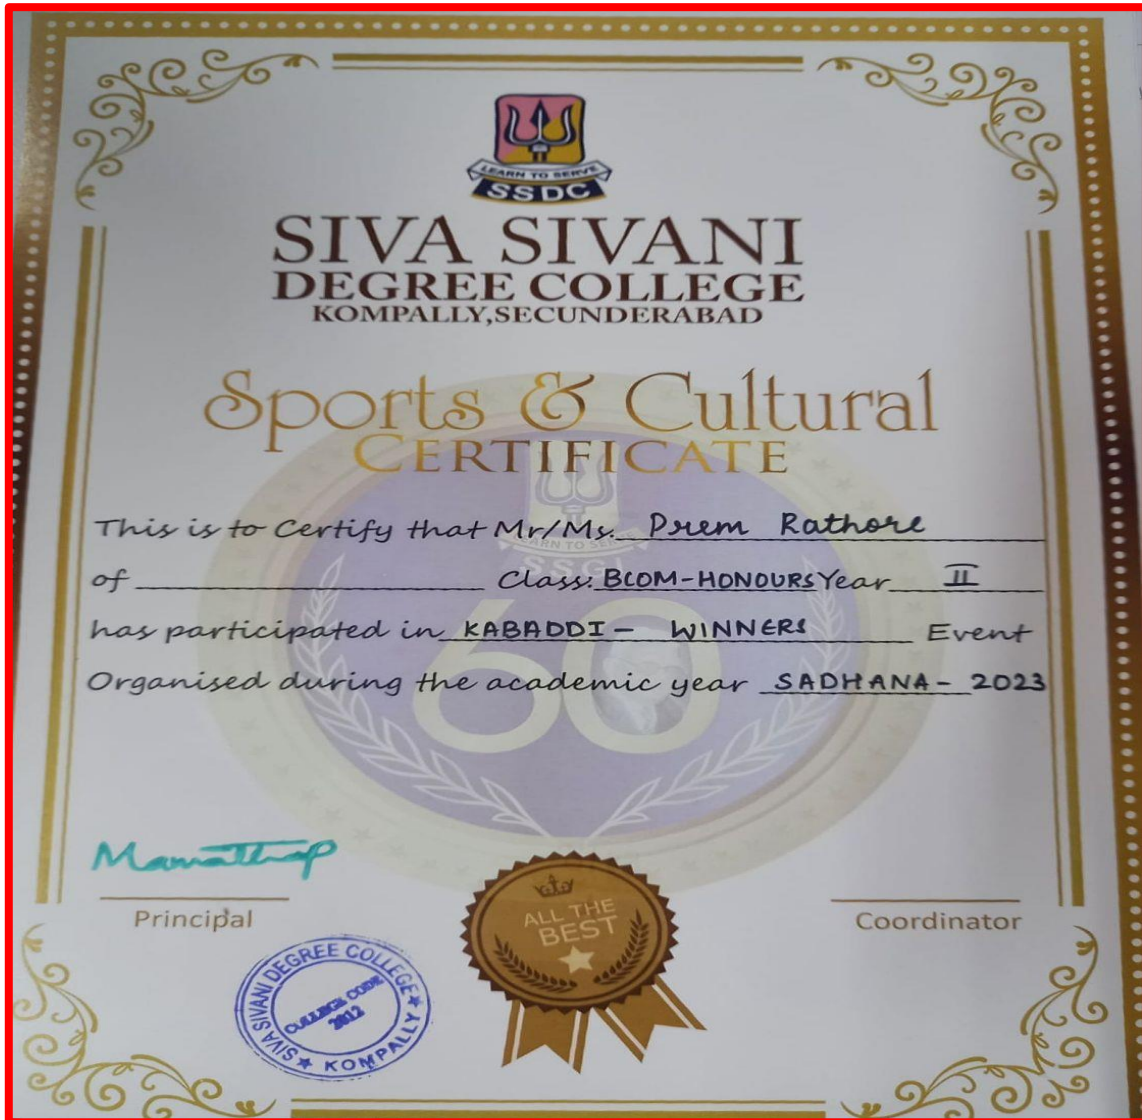 LEARN TO SERVE
SSDC
SIVA SIVANI
DEGREE COLLEGE
KOMPALLY,SECUNDERABAD
Sports & Cultural
CERTIFICATE
This is to Certify that Mr/Ms. Prem Rathore
of Class: BCOM-HONOURS Year II
has participated in KABADDI - WINNERS Event
Organised during the academic year SADHANA - 2023
60
Principal
Coordinator
ALL THE
BEST
SIVA SIVANI DEGREE COLLEGE
COLLEGE CODE
2012
KOMPALLY